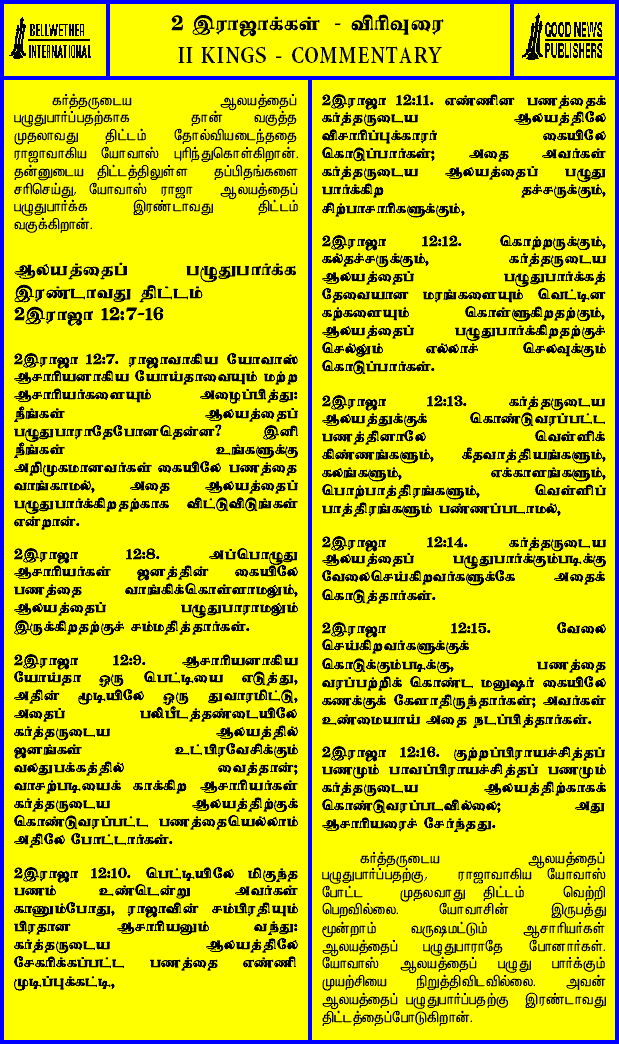 BELLWETHER
INTERNATIONAL
2 இராஜாக்கள் - விரிவுரை
II KINGS - COMMENTARY
GOOD NEWS
PUBLISHERS
கர்த்தருடைய ஆலயத்தைப்
பழுதுபார்ப்பதற்காக தான் வகுத்த
முதலாவது திட்டம் தோல்வியடைந்ததை
ராஜாவாகிய யோவாஸ் புரிந்துகொள்கிறான்.
தன்னுடைய திட்டத்திலுள்ள தப்பிதங்களை
சரிசெய்து, யோவாஸ் ராஜா ஆலயத்தைப்
பழுதுபார்க்க இரண்டாவது திட்டம்
வகுக்கிறான்.
ஆலயத்தைப் பழுதுபார்க்க
இரண்டாவது திட்டம்
2இராஜா 12:7-16
2இராஜா 12:7. ராஜாவாகிய யோவாஸ்
ஆசாரியனாகிய யோய்தாவையும் மற்ற
ஆசாரியர்களையும் அழைப்பித்து:
நீங்கள் ஆலயத்தைப்
பழுதுபாராதேபோனதென்ன? இனி
நீங்கள் உங்களுக்கு
அறிமுகமானவர்கள் கையிலே பணத்தை
வாங்காமல், அதை ஆலயத்தைப்
பழுதுபார்க்கிறதற்காக விட்டுவிடுங்கள்
என்றான்.
2இராஜா 12:8. அப்பொழுது
ஆசாரியர்கள் ஜனத்தின் கையிலே
பணத்தை வாங்கிக்கொள்ளாமலும்,
ஆலயத்தைப் பழுதுபாராமலும்
இருக்கிறதற்குச் சம்மதித்தார்கள்.
2இராஜா 12:9. ஆசாரியனாகிய
யோய்தா ஒரு பெட்டியை எடுத்து,
அதின் மூடியிலே ஒரு துவாரமிட்டு,
அதைப் பலிபீடத்தண்டையிலே
கர்த்தருடைய ஆலயத்தில்
ஜனங்கள் உட்பிரவேசிக்கும்
வலதுபக்கத்தில் வைத்தான்;
வாசற்படியைக் காக்கிற ஆசாரியர்கள்
கர்த்தருடைய ஆலயத்திற்குக்
கொண்டுவரப்பட்ட பணத்தையெல்லாம்
அதிலே போட்டார்கள்.
2இராஜா 12:10. பெட்டியிலே மிகுந்த
பணம் உண்டென்று அவர்கள்
காணும்போது, ராஜாவின் சம்பிரதியும்
பிரதான ஆசாரியனும் வந்து:
கர்த்தருடைய ஆலயத்திலே
சேகரிக்கப்பட்ட பணத்தை எண்ணி
முடிப்புக்கட்டி,
2இராஜா 12:11. எண்ணின பணத்தைக்
கர்த்தருடைய ஆலயத்திலே
விசாரிப்புக்காரர் கையிலே
கொடுப்பார்கள்; அதை அவர்கள்
கர்த்தருடைய ஆலயத்தைப் பழுது
பார்க்கிற தச்சருக்கும்,
சிற்பாசாரிகளுக்கும்,
2இராஜா 12:12. கொற்றருக்கும்,
கல்தச்சருக்கும், கர்த்தருடைய
ஆலயத்தைப் பழுதுபார்க்கத்
தேவையான மரங்களையும் வெட்டின
கற்களையும் கொள்ளுகிறதற்கும்,
ஆலயத்தைப் பழுதுபார்க்கிறதற்குச்
செல்லும் எல்லாச் செலவுக்கும்
கொடுப்பார்கள்.
2இராஜா 12:13. கர்த்தருடைய
ஆலயத்துக்குக் கொண்டுவரப்பட்ட
பணத்தினாலே வெள்ளிக்
கிண்ணங்களும், கீதவாத்தியங்களும்,
கலங்களும், எக்காளங்களும்,
பொற்பாத்திரங்களும், வெள்ளிப்
பாத்திரங்களும் பண்ணப்படாமல்,
2இராஜா 12:14. கர்த்தருடைய
ஆலயத்தைப் பழுதுபார்க்கும்படிக்கு
வேலைசெய்கிறவர்களுக்கே அதைக்
கொடுத்தார்கள்.
2இராஜா 12:15. வேலை
செய்கிறவர்களுக்குக்
கொடுக்கும்படிக்கு, பணத்தை
வரப்பற்றிக் கொண்ட மனுஷர் கையிலே
கணக்குக் கேளாதிருந்தார்கள்; அவர்கள்
உண்மையாய் அதை நடப்பித்தார்கள்.
2இராஜா 12:16. குற்றப்பிராயச்சித்தப்
பணமும் பாவப்பிராயச்சித்தப் பணமும்
கர்த்தருடைய ஆலயத்திற்காகக்
கொண்டுவரப்படவில்லை; அது
ஆசாரியரைச் சேர்ந்தது.
கர்த்தருடைய ஆலயத்தைப்
பழுதுபார்ப்பதற்கு, ராஜாவாகிய யோவாஸ்
போட்ட முதலவாது திட்டம் வெற்றி
பெறவில்லை. யோவாசின் இருபத்து
மூன்றாம் வருஷமட்டும் ஆசாரியர்கள்
ஆலயத்தைப் பழுதுபாராதே போனார்கள்.
யோவாஸ் ஆலயத்தைப் பழுது பார்க்கும்
முயற்சியை நிறுத்திவிடவில்லை. அவன்
ஆலயத்தைப் பழுதுபார்ப்பதற்கு இரண்டாவது
திட்டத்தைப்போடுகிறான்.